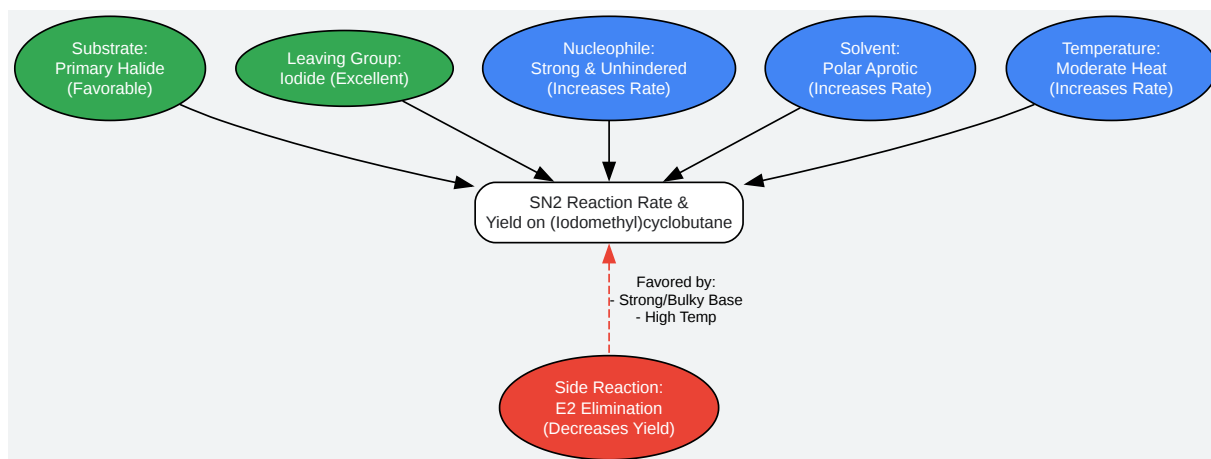 Substrate:
Primary Halide
(Favorable)
Leaving Group:
Iodide (Excellent)
Nucleophile:
Strong & Unhindered
(Increases Rate)
Solvent:
Polar Aprotic
(Increases Rate)
Temperature:
Moderate Heat
(Increases Rate)
SN2 Reaction Rate &
Yield on (Iodomethyl)cyclobutane
Favored by:
- Strong/Bulky Base
- High Temp
Side Reaction:
E2 Elimination
(Decreases Yield)